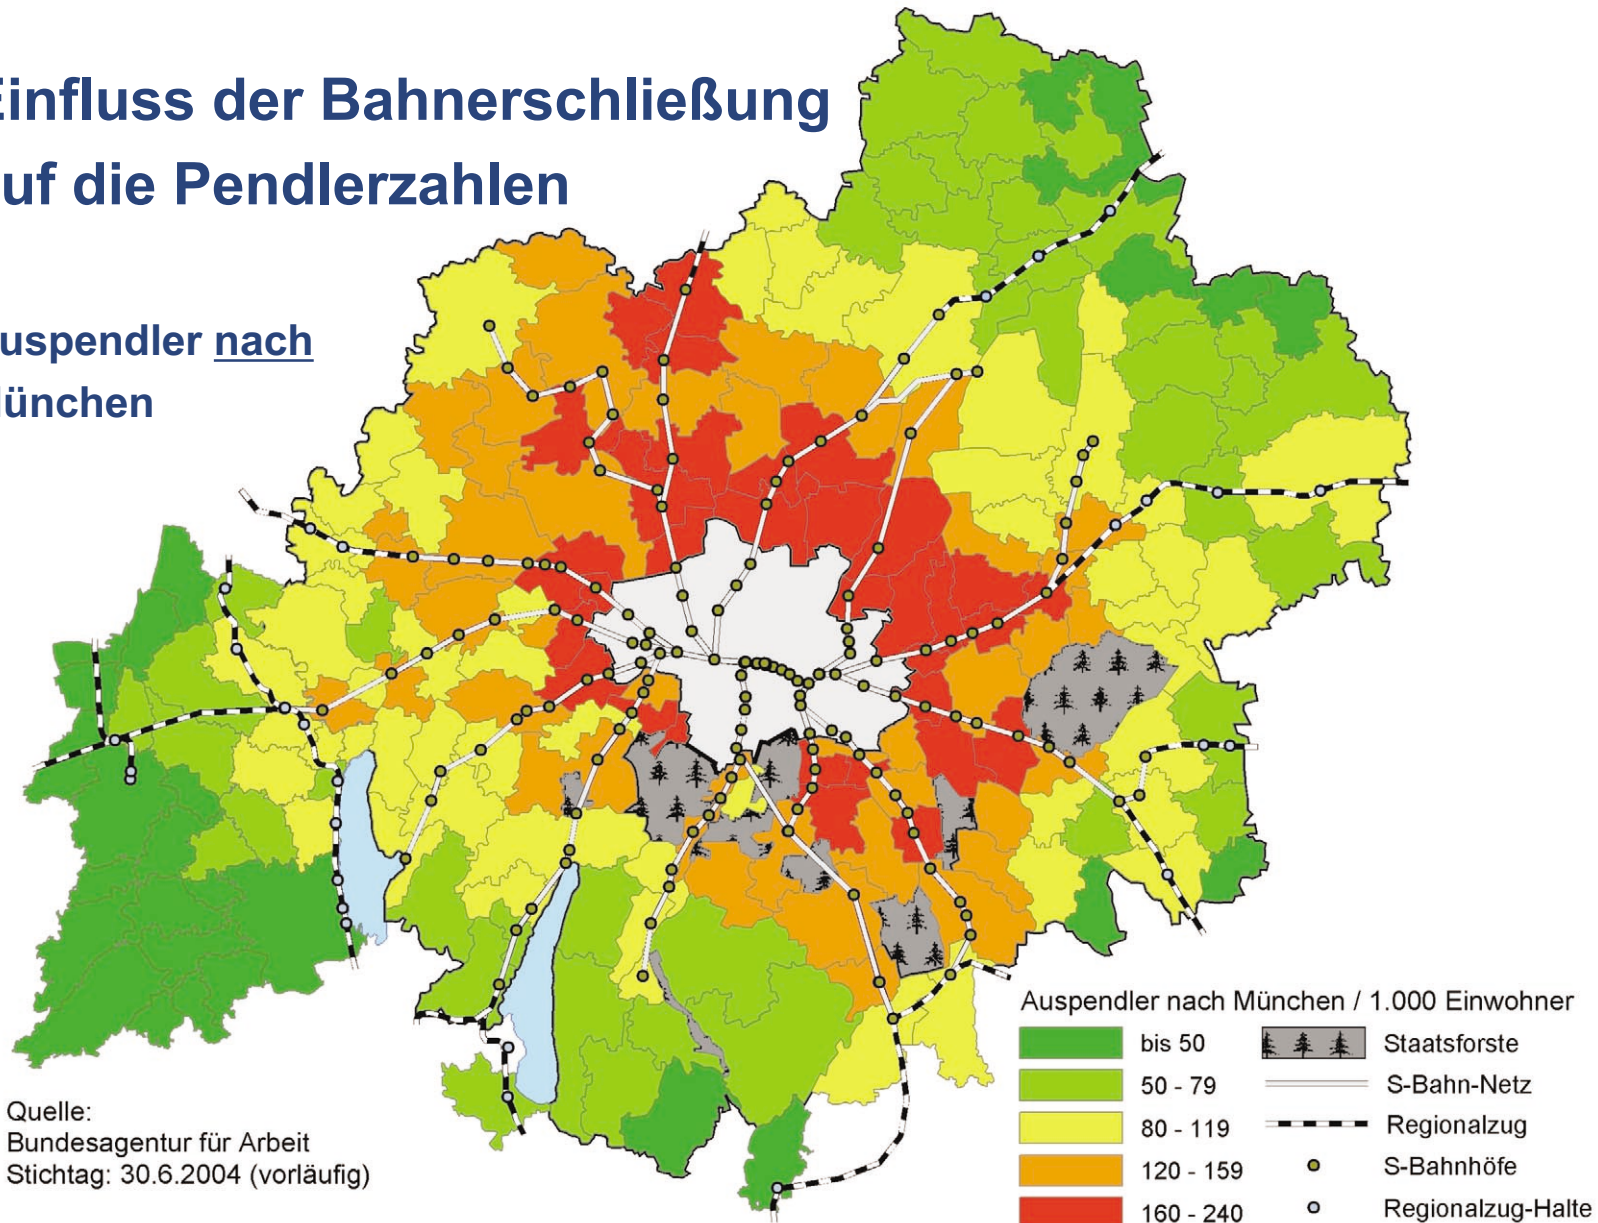 Einfluss der Bahnerschließung
uf die Pendlerzahlen
uspendler nach
ünchen
Auspendler nach München / 1.000 Einwohner
bis 50
50 - 79
80 - 119
120 - 159
160 - 240
Staatsforste
S-Bahn-Netz
Regionalzug
S-Bahnhöfe
Regionalzug-Halte
Quelle:
Bundesagentur für Arbeit
Stichtag: 30.6.2004 (vorläufig)